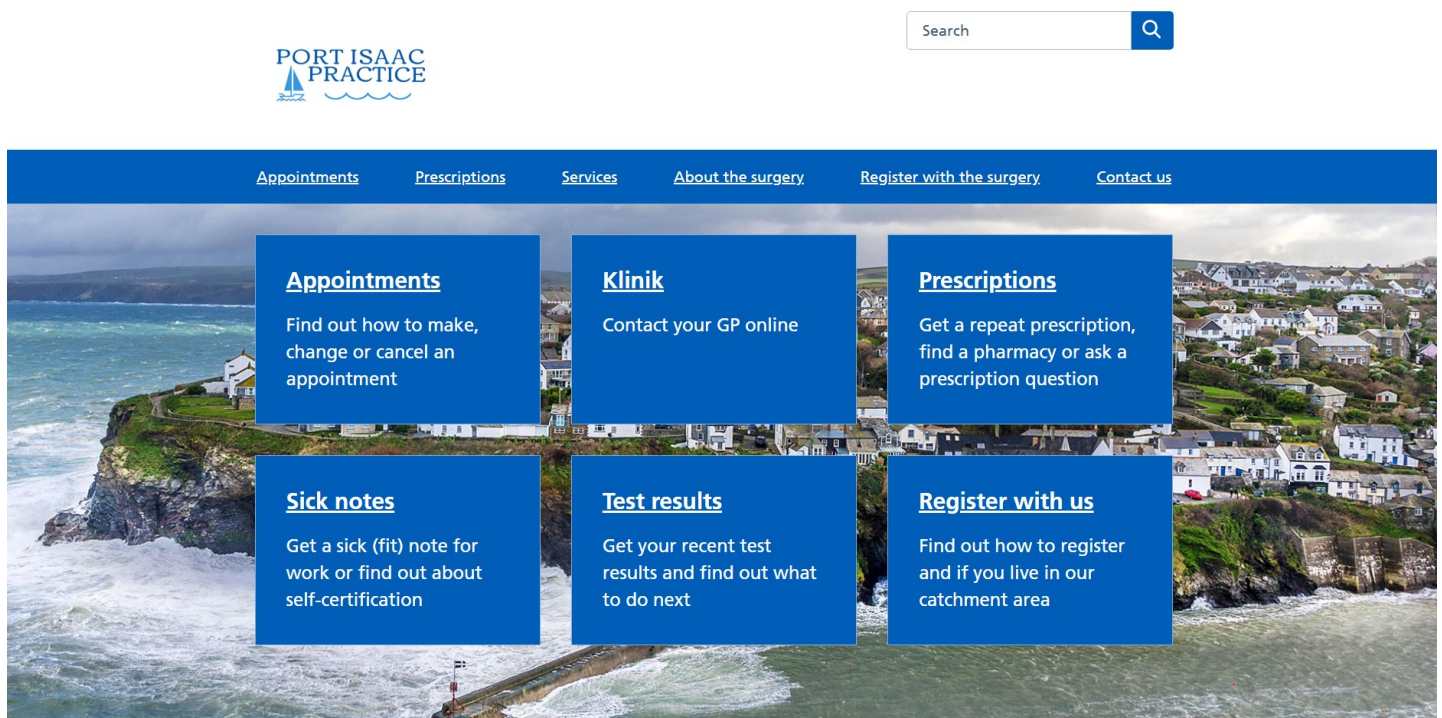 Search
PORT ISAAC
PRACTICE
Appointments
Prescriptions
Services
About the surgery
Register with the surgery
Contact us
Appointments
Find out how to make,
change or cancel an
appointment
Klinik
Contact your GP online
Prescriptions
Get a repeat prescription,
find a pharmacy or ask a
prescription question
Sick notes
Get a sick (fit) note for
work or find out about
self-certification
Test results
Get your recent test
results and find out what
to do next
Register with us
Find out how to register
and if you live in our
catchment area